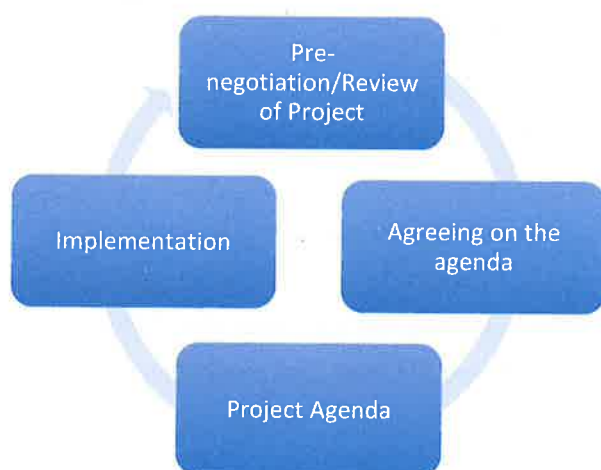 Pre-
negotiation/Review
of Project
Agreeing on the
agenda
Project Agenda
Implementation